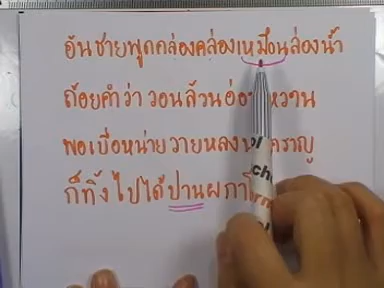 อันชายพูดคล่องคล่องเหมือนล่องน้ำ
ถ้อยคำว่าวอนล้วนอ่อนหวาน
พอเบื่อหน่ายวายหลง
ก็ทิ้งไปได้ปานผกา